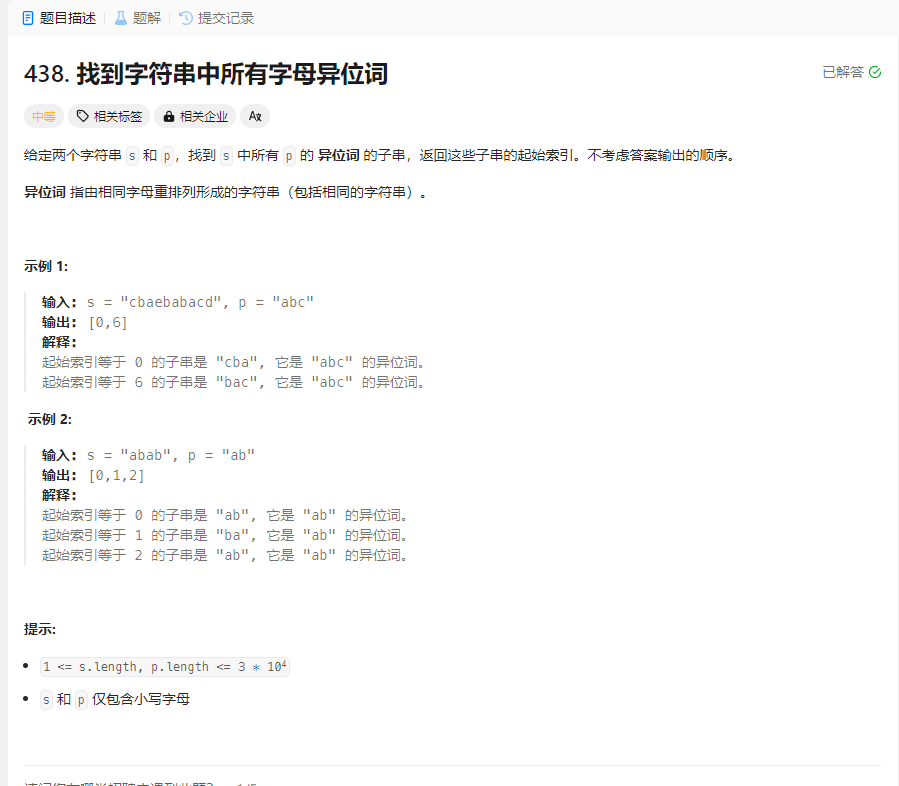 题目描述 题解 提交记录
438. 找到字符串中所有字母异位词
已解答
中等 相关标签 相关企业 Aあ
给定两个字符串 s 和 p，找到 s 中所有 p 的 异位词 的子串，返回这些子串的起始索引。不考虑答案输出的顺序。
异位词 指由相同字母重排列形成的字符串（包括相同的字符串）。
示例 1:
输入: s = "cbaebabacd", p = "abc"
输出: [0,6]
解释:
起始索引等于 0 的子串是 "cba", 它是 "abc" 的异位词。
起始索引等于 6 的子串是 "bac", 它是 "abc" 的异位词。
示例 2:
输入: s = "abab", p = "ab"
输出: [0,1,2]
解释:
起始索引等于 0 的子串是 "ab", 它是 "ab" 的异位词。
起始索引等于 1 的子串是 "ba", 它是 "ab" 的异位词。
起始索引等于 2 的子串是 "ab", 它是 "ab" 的异位词。
提示:
1 <= s.length, p.length <= 3 * 10⁴
s 和 p 仅包含小写字母